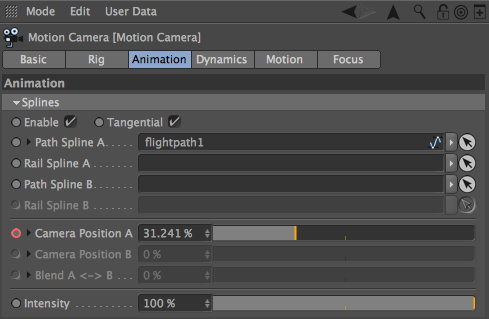 Mode Edit User Data
Motion Camera [Motion Camera]
Basic Rig Animation Dynamics Motion Focus
Animation
Splines
Enable Tangential
Path Spline A . . . . . . flightpath1
Rail Spline A . . . . . . .
Path Spline B . . . . . . .
Rail Spline B . . . . . . .
Camera Position A 31.241 %
Camera Position B 0 %
Blend A <-> B . . . 0 %
Intensity . . . . . . . . 100 %